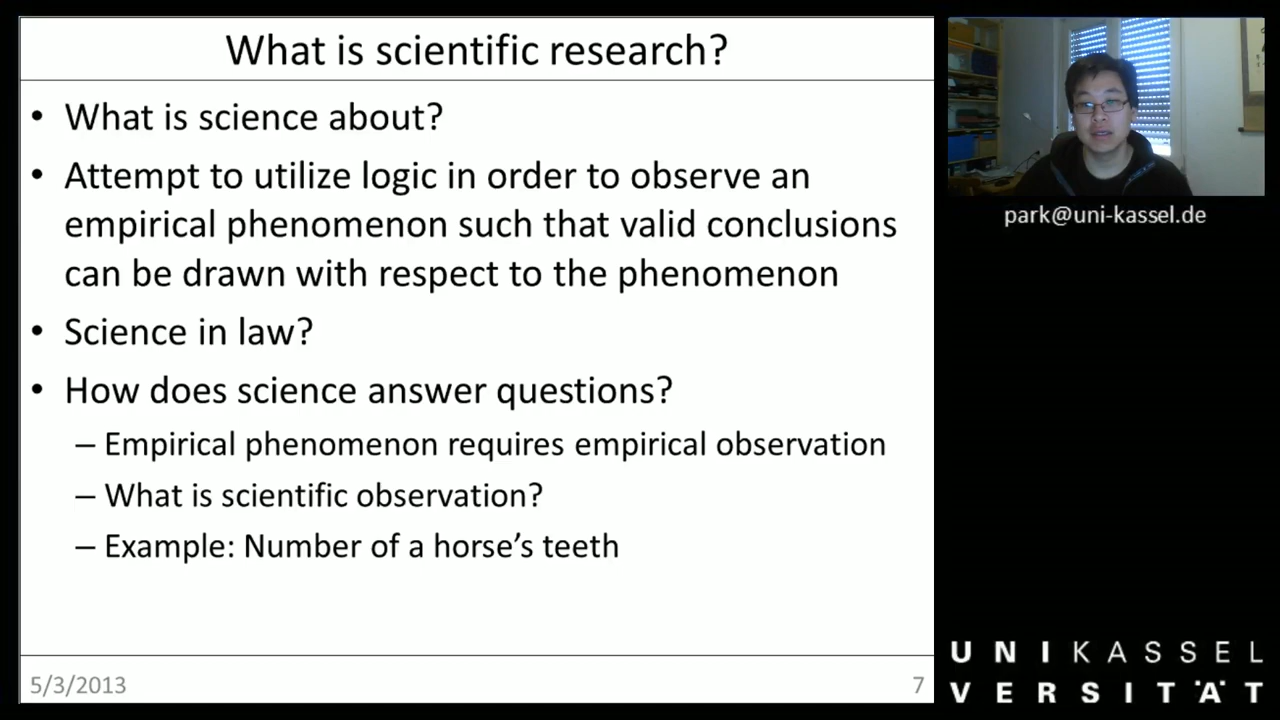 What is scientific research?
• What is science about?
• Attempt to utilize logic in order to observe an
empirical phenomenon such that valid conclusions
can be drawn with respect to the phenomenon
• Science in law?
• How does science answer questions?
– Empirical phenomenon requires empirical observation
– What is scientific observation?
– Example: Number of a horse’s teeth
5/3/2013
7
park@uni-kassel.de
UNIKASSEL
VERSITÄT